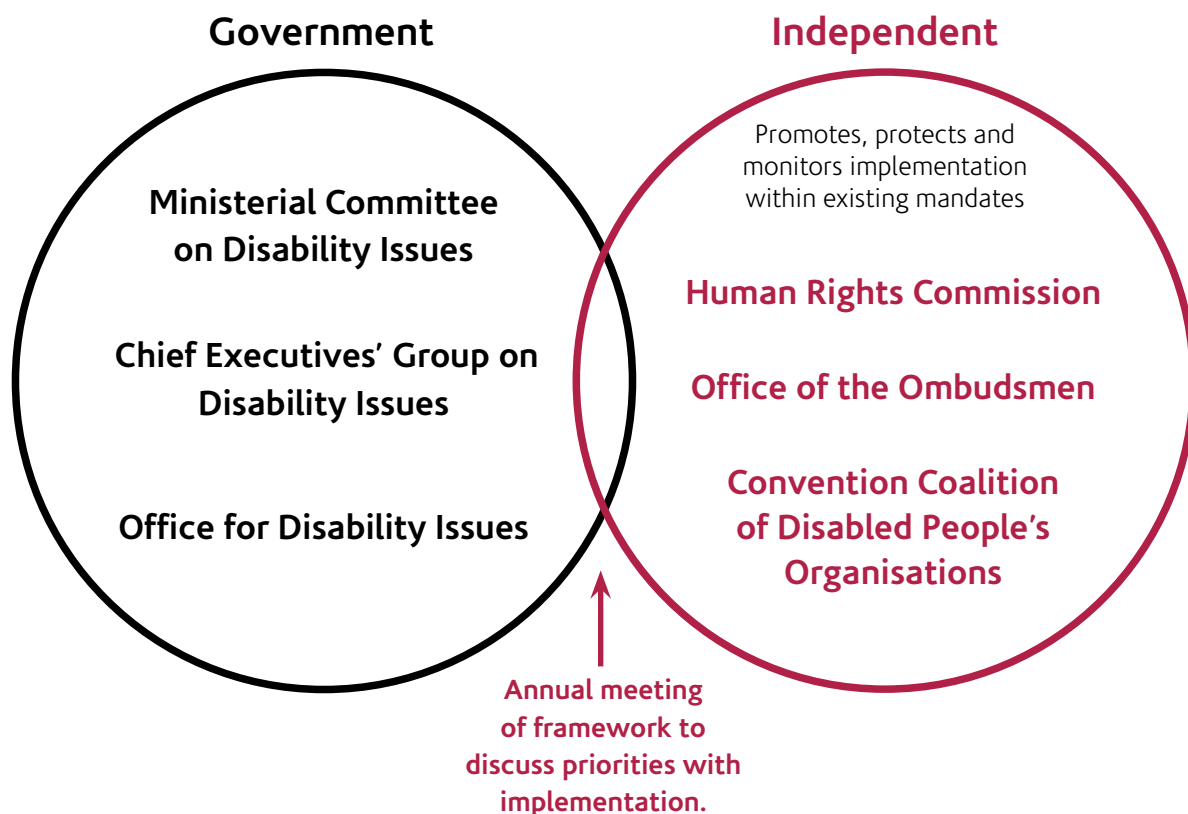 Government
Ministerial Committee
on Disability Issues
Chief Executives’ Group on
Disability Issues
Office for Disability Issues
Independent
Promotes, protects and
monitors implementation
within existing mandates
Human Rights Commission
Office of the Ombudsmen
Convention Coalition
of Disabled People’s
Organisations
Annual meeting
of framework to
discuss priorities with
implementation.